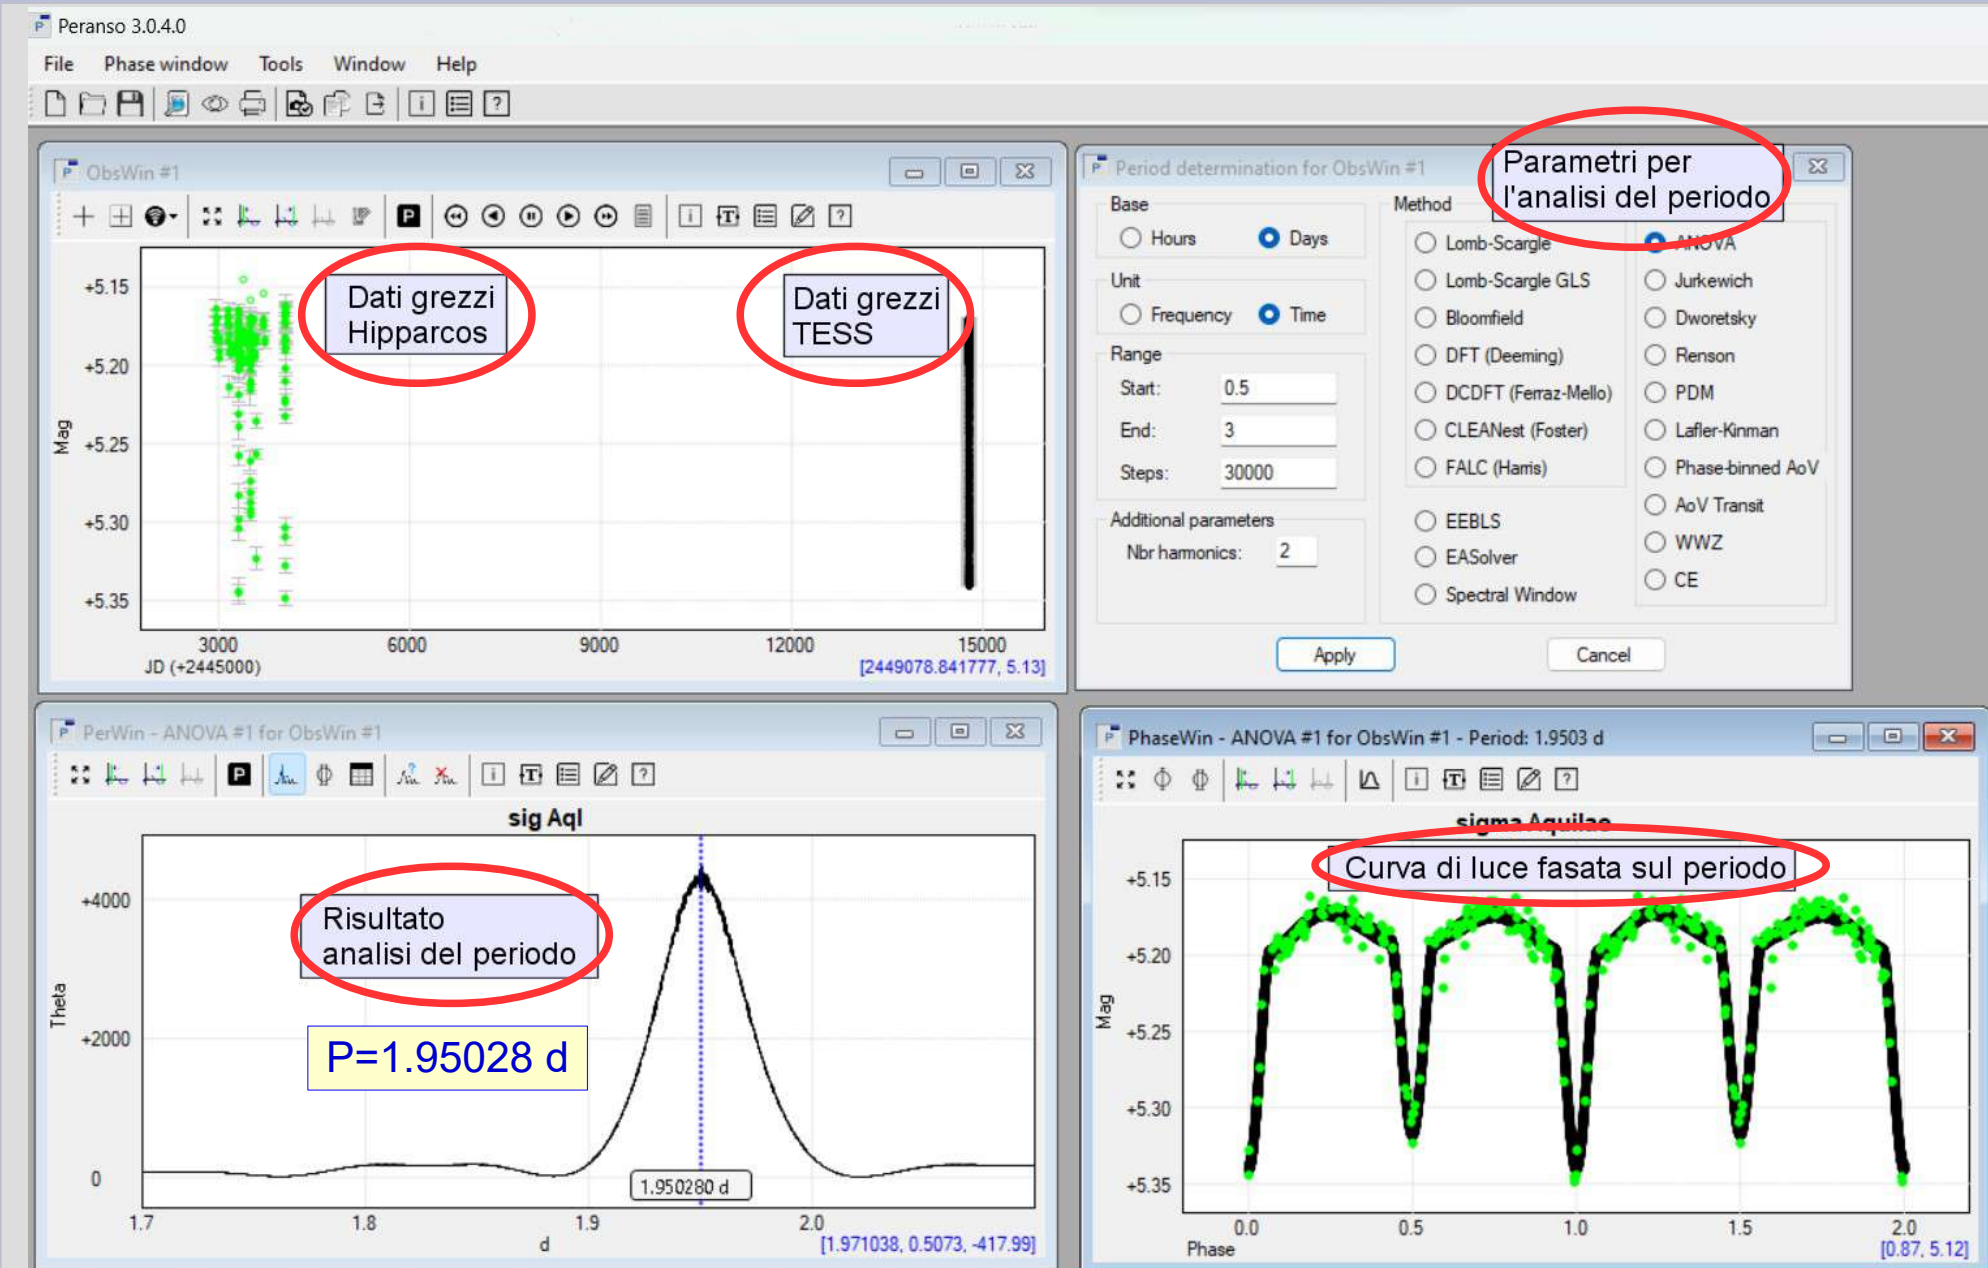 Peranso 3.0.4.0
File Phase window Tools Window Help
ObsWin #1
Dati grezzi
Hipparcos
Dati grezzi
TESS
+5.15
+5.20
+5.25
+5.30
+5.35
Mag
3000 6000 9000 12000 15000
JD (+2445000)
[2449078.841777, 5.13]
Period determination for ObsWin #1
Parametri per
l'analisi del periodo
Base
Hours Days
Unit
Frequency Time
Range
Start: 0.5
End: 3
Steps: 30000
Additional parameters
Nbr harmonics: 2
Method
Lomb-Scargle
Lomb-Scargle GLS
Bloomfield
DFT (Deeming)
DCDFT (Ferraz-Mello)
CLEANest (Foster)
FALC (Harris)
EEBLS
EASolver
Spectral Window
ANOVA
Jurkewich
Dworetsky
Renson
PDM
Lafler-Kinman
Phase-binned AoV
AoV Transit
WWZ
CE
Apply Cancel
PerWin - ANOVA #1 for ObsWin #1
sig Aql
Risultato
analisi del periodo
P=1.95028 d
+4000
+2000
0
Theta
1.950280 d
1.7 1.8 1.9 2.0
d
[1.971038, 0.5073, -417.99]
PhaseWin - ANOVA #1 for ObsWin #1 - Period: 1.9503 d
sigma Aquilae
Curva di luce fasata sul periodo
+5.15
+5.20
+5.25
+5.30
+5.35
Mag
0.0 0.5 1.0 1.5 2.0
Phase
[0.87, 5.12]